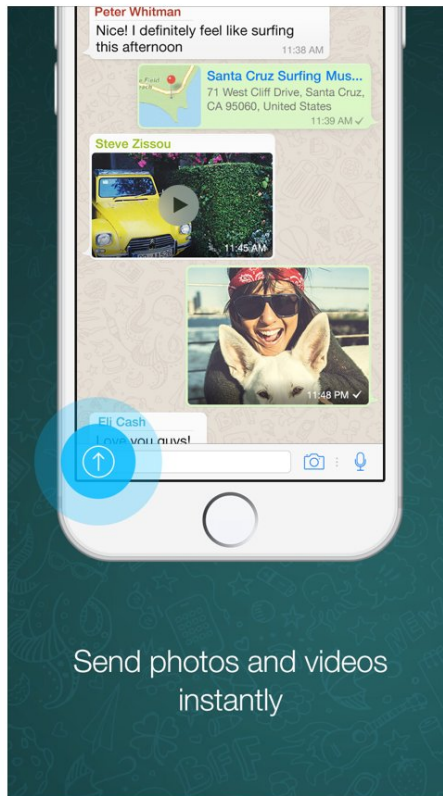 Peter Whitman
Nice! I definitely feel like surfing
this afternoon
11:38 AM
Santa Cruz Surfing Mus...
71 West Cliff Drive, Santa Cruz,
CA 95060, United States
11:39 AM
Steve Zissou
11:45 AM
11:48 PM
Eli Cash
Love you guys!
Send photos and videos
instantly
BFF